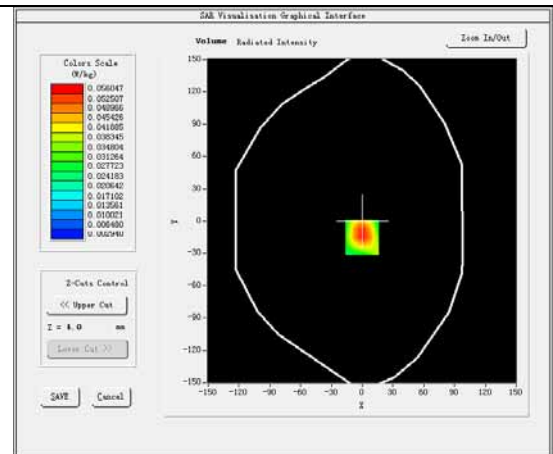 SAR Visualisation Graphical Interface
Volume Radiated Intensity
Zoom In/Out
Colors Scale
(W/kg)
0.056047
0.052507
0.048966
0.045426
0.041885
0.038345
0.034804
0.031264
0.027723
0.024183
0.020642
0.017102
0.013561
0.010021
0.006480
0.002940
Z-Cuts Control
<< Upper Cut
Z = 4.0 mm
Lower Cut >>
SAVE
Cancel
150
120
90
60
30
0
-30
-60
-90
-120
-150
Y
-150 -120 -90 -60 -30 0 30 60 90 120 150
X